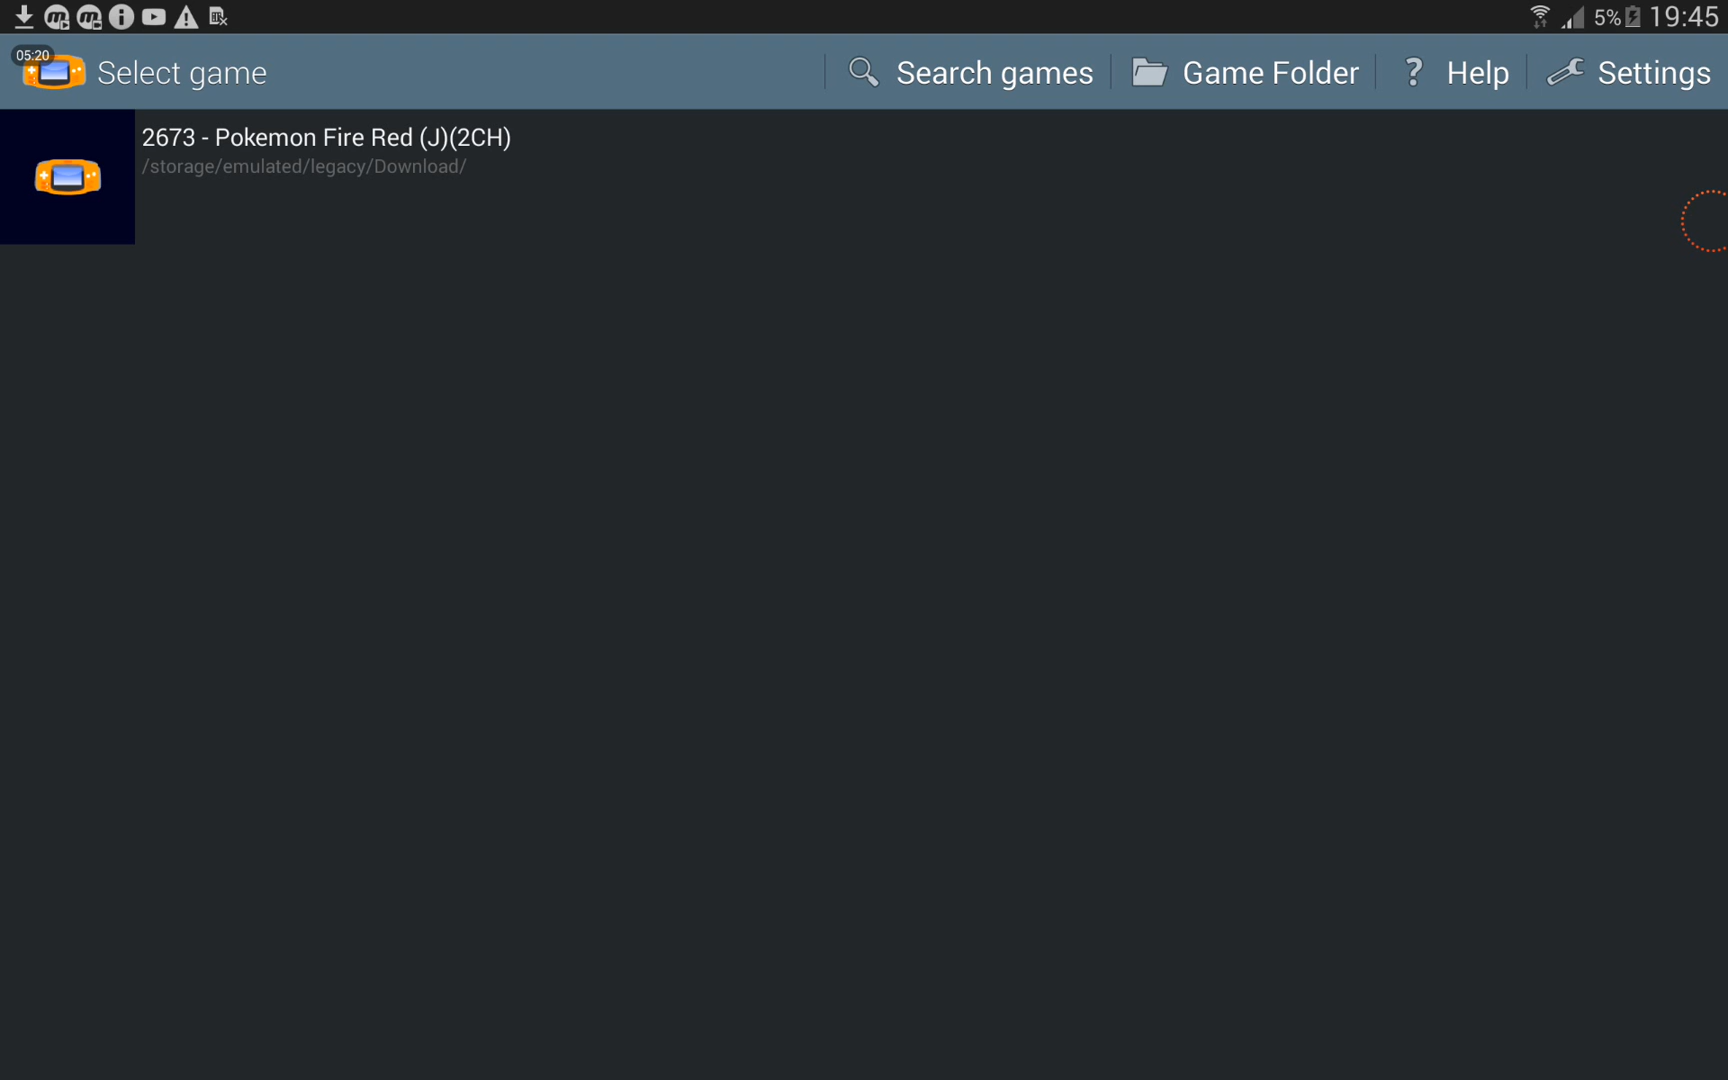 5% 19:45
05:20 Select game Search games Game Folder ? Help Settings
2673 - Pokemon Fire Red (J)(2CH)
/storage/emulated/legacy/Download/